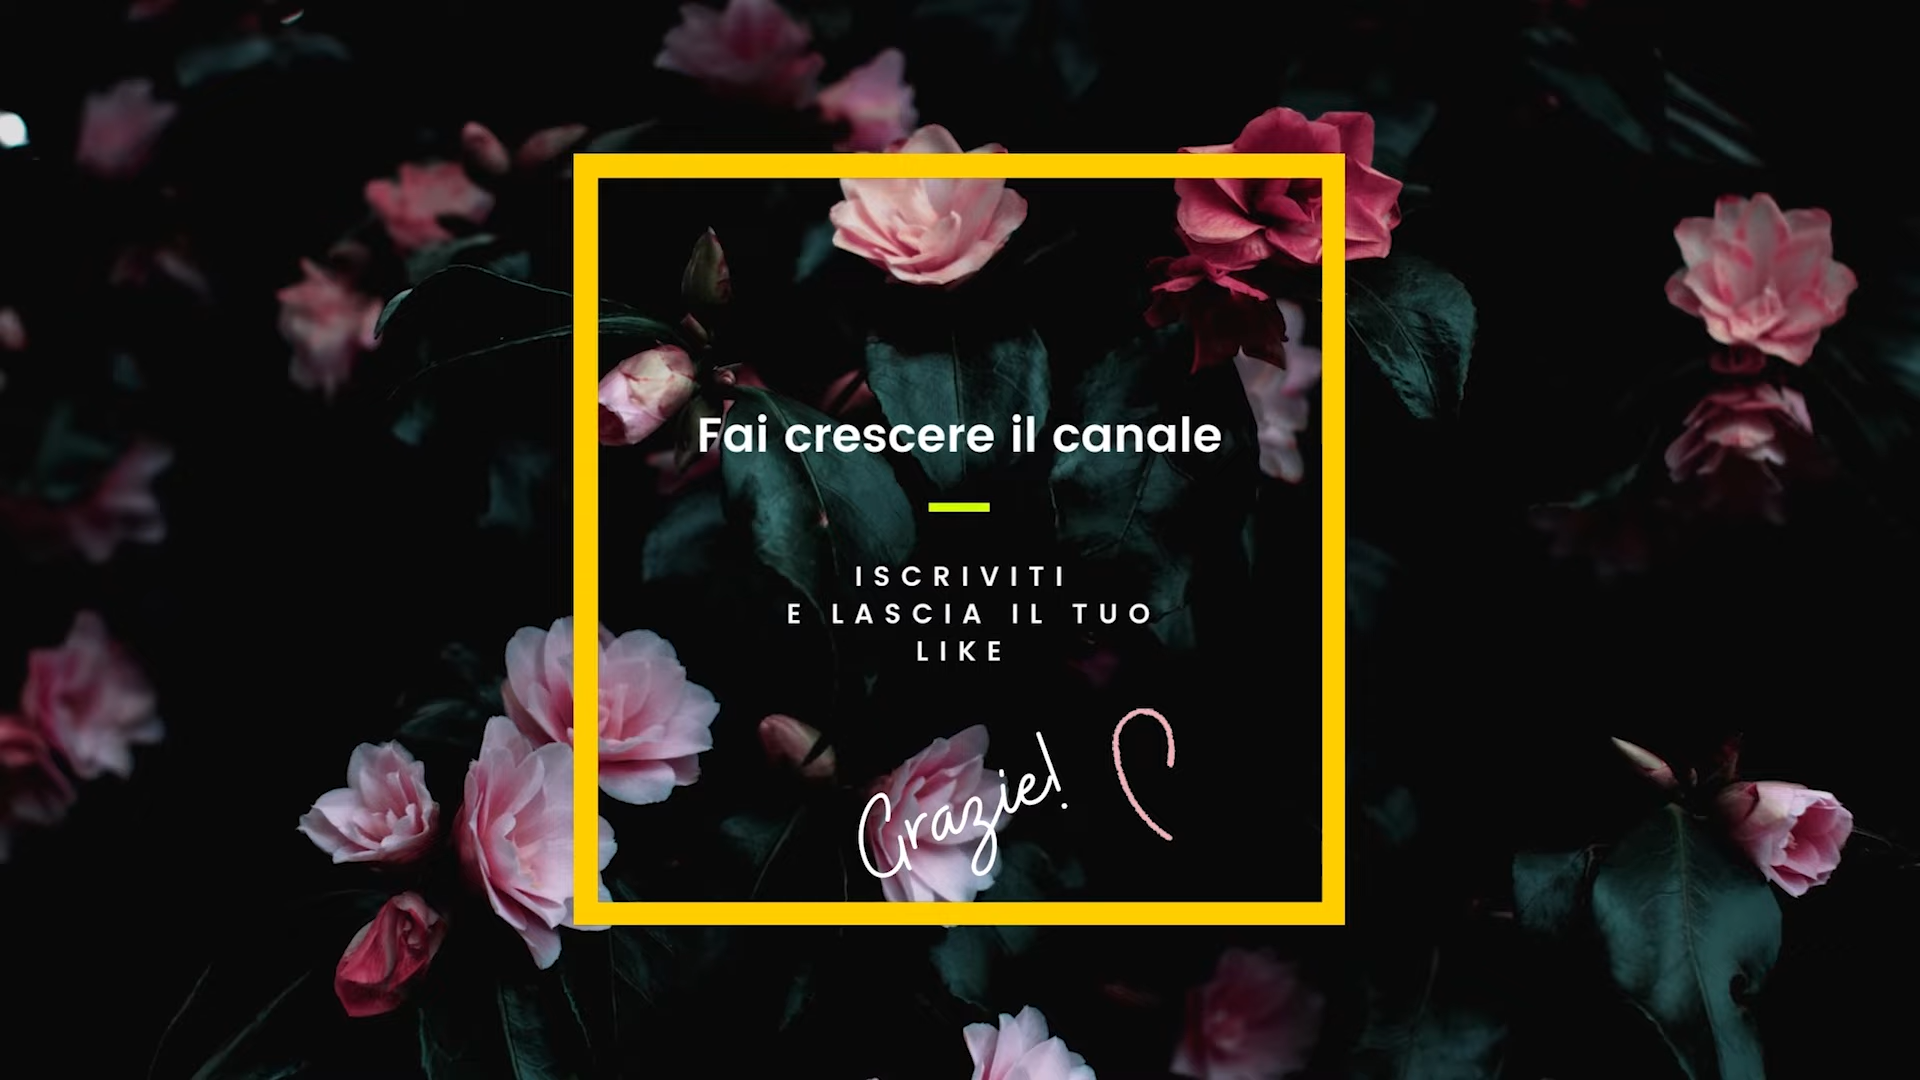 Fai crescere il canale
ISCRIVITI
E LASCIA IL TUO
LIKE
Grazie!